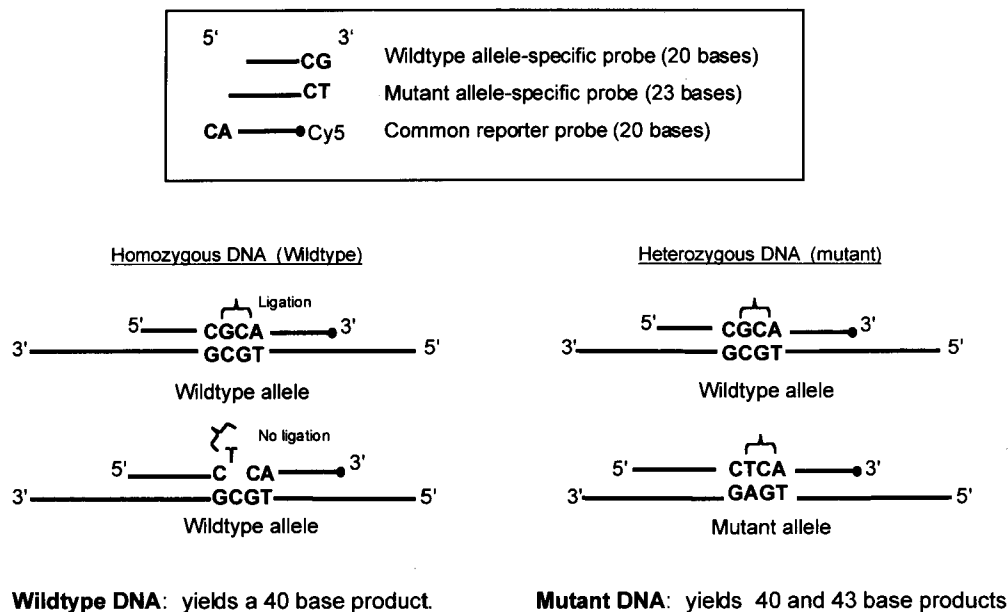 5' 3'
CG Wildtype allele-specific probe (20 bases)
CT Mutant allele-specific probe (23 bases)
CA Cy5 Common reporter probe (20 bases)
Homozygous DNA (Wildtype)
Ligation
5' CGCA 3'
3' GCGT 5'
Wildtype allele
T No ligation
5' C CA 3'
3' GCGT 5'
Wildtype allele
Wildtype DNA: yields a 40 base product.
Heterozygous DNA (mutant)
5' CGCA 3'
3' GCGT 5'
Wildtype allele
5' CTCA 3'
3' GAGT 5'
Mutant allele
Mutant DNA: yields 40 and 43 base products